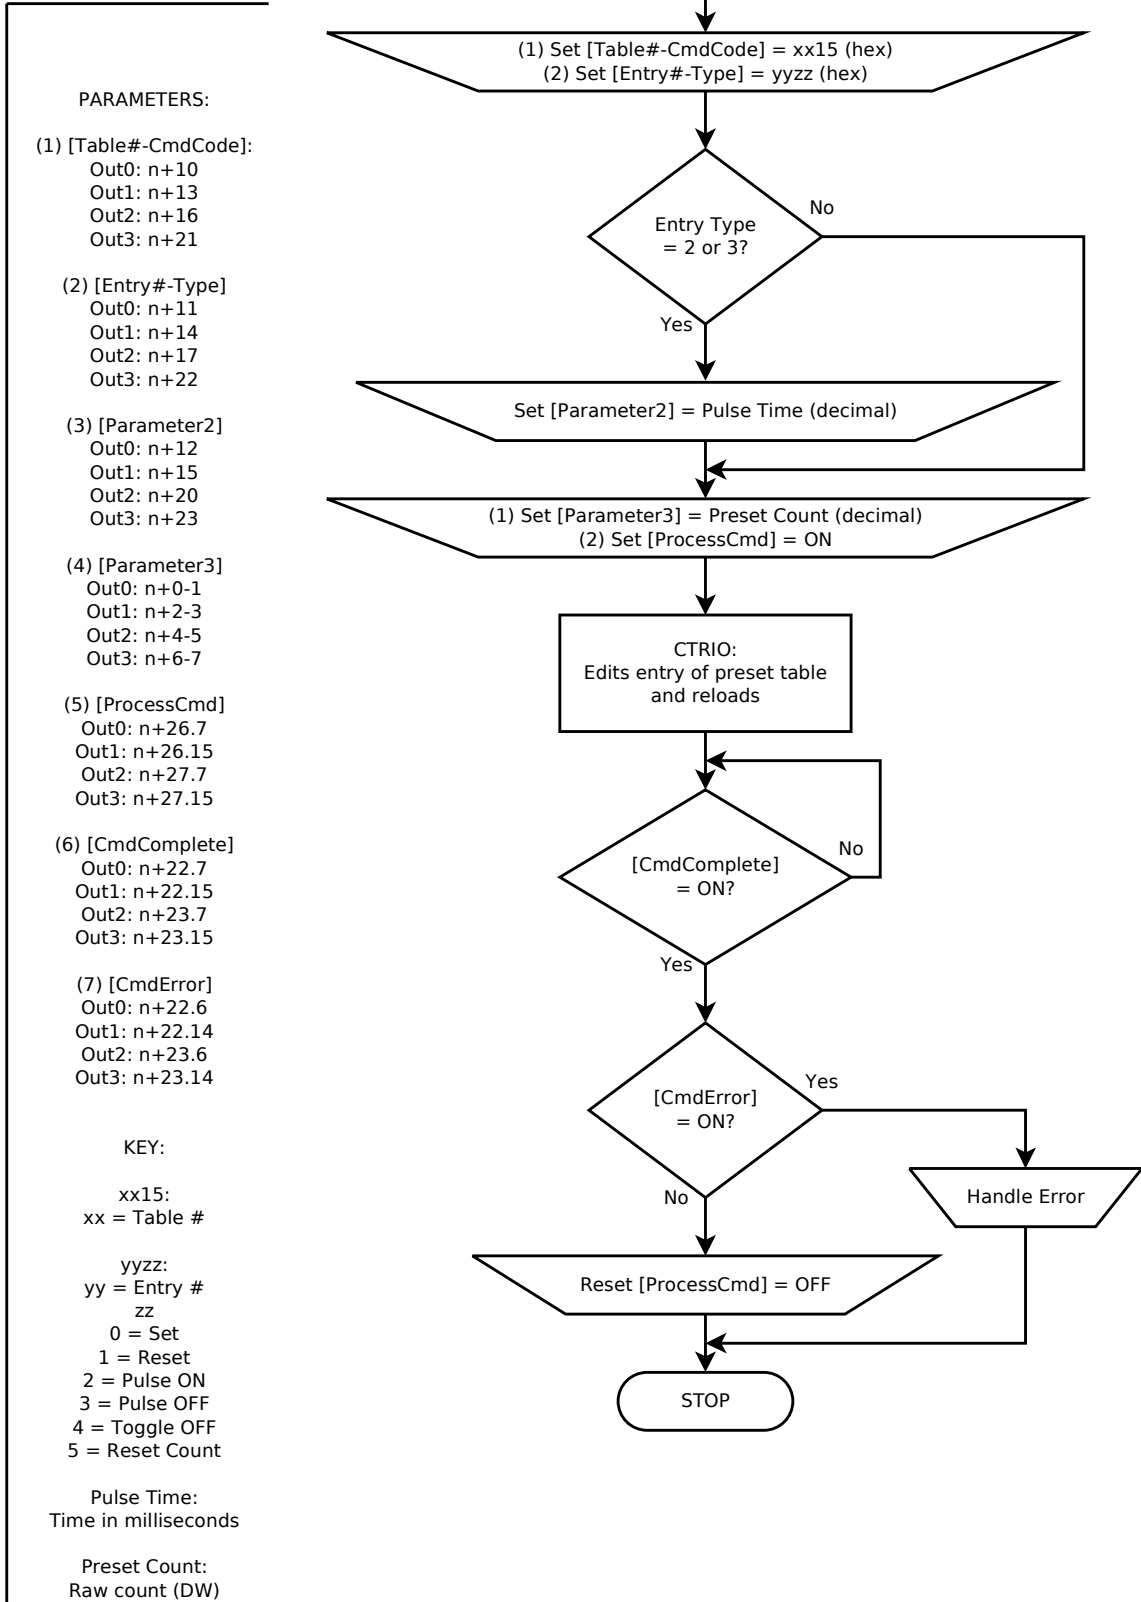 PARAMETERS:
(1) [Table#-CmdCode]:
Out0: n+10
Out1: n+13
Out2: n+16
Out3: n+21
(2) [Entry#-Type]
Out0: n+11
Out1: n+14
Out2: n+17
Out3: n+22
(3) [Parameter2]
Out0: n+12
Out1: n+15
Out2: n+20
Out3: n+23
(4) [Parameter3]
Out0: n+0-1
Out1: n+2-3
Out2: n+4-5
Out3: n+6-7
(5) [ProcessCmd]
Out0: n+26.7
Out1: n+26.15
Out2: n+27.7
Out3: n+27.15
(6) [CmdComplete]
Out0: n+22.7
Out1: n+22.15
Out2: n+23.7
Out3: n+23.15
(7) [CmdError]
Out0: n+22.6
Out1: n+22.14
Out2: n+23.6
Out3: n+23.14
KEY:
xx15:
xx = Table #
yyzz:
yy = Entry #
zz
0 = Set
1 = Reset
2 = Pulse ON
3 = Pulse OFF
4 = Toggle OFF
5 = Reset Count
Pulse Time:
Time in milliseconds
Preset Count:
Raw count (DW)
(1) Set [Table#-CmdCode] = xx15 (hex)
(2) Set [Entry#-Type] = yyzz (hex)
Entry Type
= 2 or 3?
No
Yes
Set [Parameter2] = Pulse Time (decimal)
(1) Set [Parameter3] = Preset Count (decimal)
(2) Set [ProcessCmd] = ON
CTRIO:
Edits entry of preset table
and reloads
[CmdComplete]
= ON?
No
Yes
[CmdError]
= ON?
Yes
No
Handle Error
Reset [ProcessCmd] = OFF
STOP